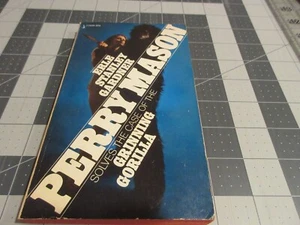 ERLE
STANLEY
GARDNER
PERRY MASON
SOLVES THE CASE OF THE
GRINNING
GORILLA